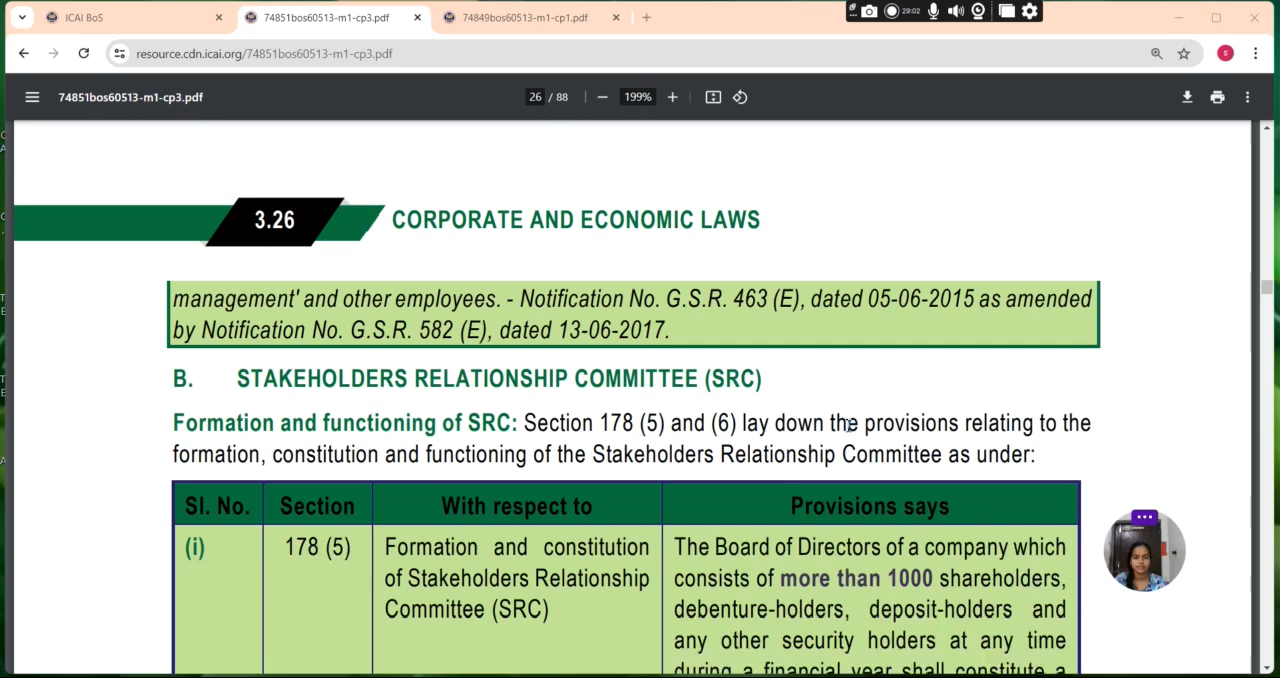 ICAI BoS
74851bos60513-m1-cp3.pdf
74849bos60513-m1-cp1.pdf
29:02
resource.cdn.icai.org/74851bos60513-m1-cp3.pdf
S
74851bos60513-m1-cp3.pdf
26 / 88
199%
3.26 CORPORATE AND ECONOMIC LAWS
management' and other employees. - Notification No. G.S.R. 463 (E), dated 05-06-2015 as amended
by Notification No. G.S.R. 582 (E), dated 13-06-2017.
B. STAKEHOLDERS RELATIONSHIP COMMITTEE (SRC)
Formation and functioning of SRC: Section 178 (5) and (6) lay down the provisions relating to the
formation, constitution and functioning of the Stakeholders Relationship Committee as under:
Sl. No. Section With respect to Provisions says
(i) 178 (5) Formation and constitution of Stakeholders Relationship Committee (SRC)
The Board of Directors of a company which
consists of more than 1000 shareholders,
debenture-holders, deposit-holders and
any other security holders at any time
during a financial year shall constitute a